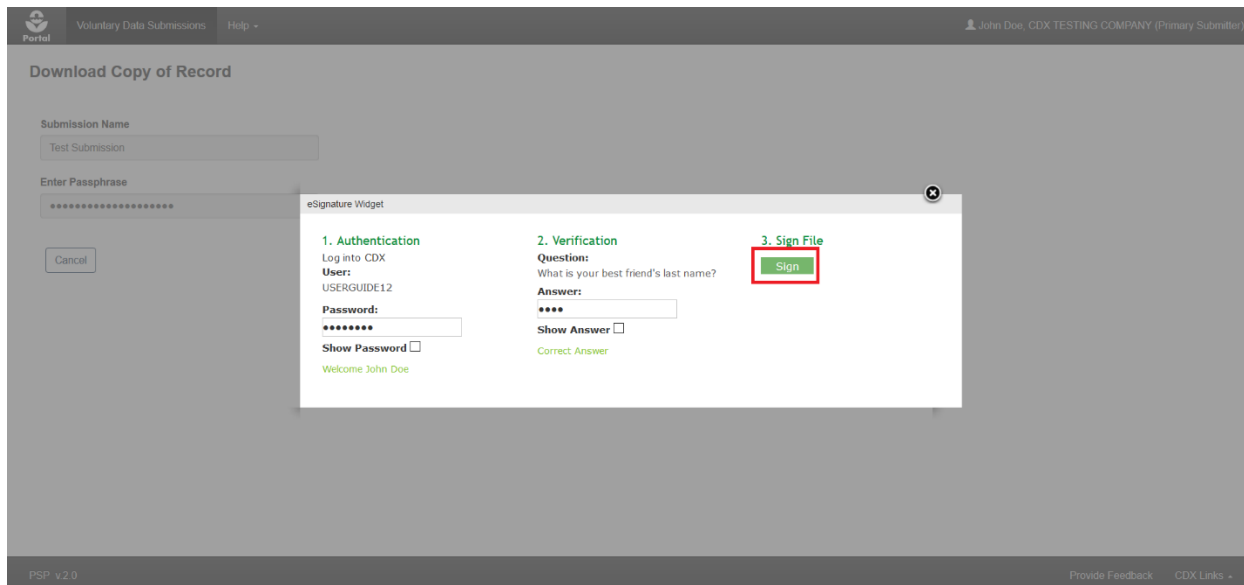 Portal
Voluntary Data Submissions
Help
John Doe, CDX TESTING COMPANY (Primary Submitter)
Download Copy of Record
Submission Name
Test Submission
Enter Passphrase
••••••••••••••••••••
Cancel
eSignature Widget
1. Authentication
Log into CDX
User:
USERGUIDE12
Password:
••••••••
Show Password
Welcome John Doe
2. Verification
Question:
What is your best friend's last name?
Answer:
••••
Show Answer
Correct Answer
3. Sign File
Sign
PSP v.2.0
Provide Feedback
CDX Links